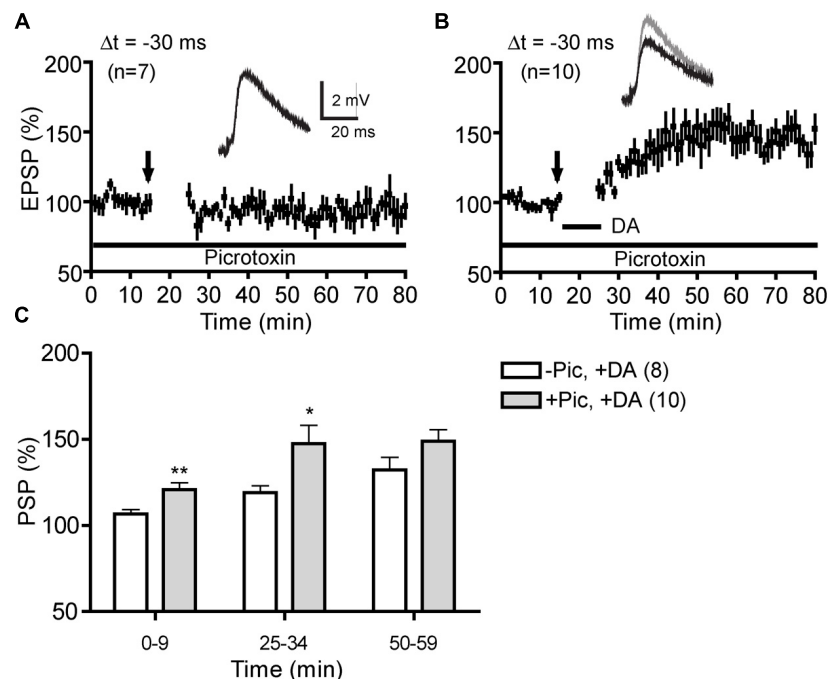 A
Δt = -30 ms
(n=7)
2 mV
20 ms
EPSP (%)
200
150
100
50
Picrotoxin
0 10 20 30 40 50 60 70 80
Time (min)
B
Δt = -30 ms
(n=10)
200
150
100
50
DA
Picrotoxin
0 10 20 30 40 50 60 70 80
Time (min)
C
PSP (%)
200
150
100
50
**
*
0-9 25-34 50-59
Time (min)
-Pic, +DA (8)
+Pic, +DA (10)